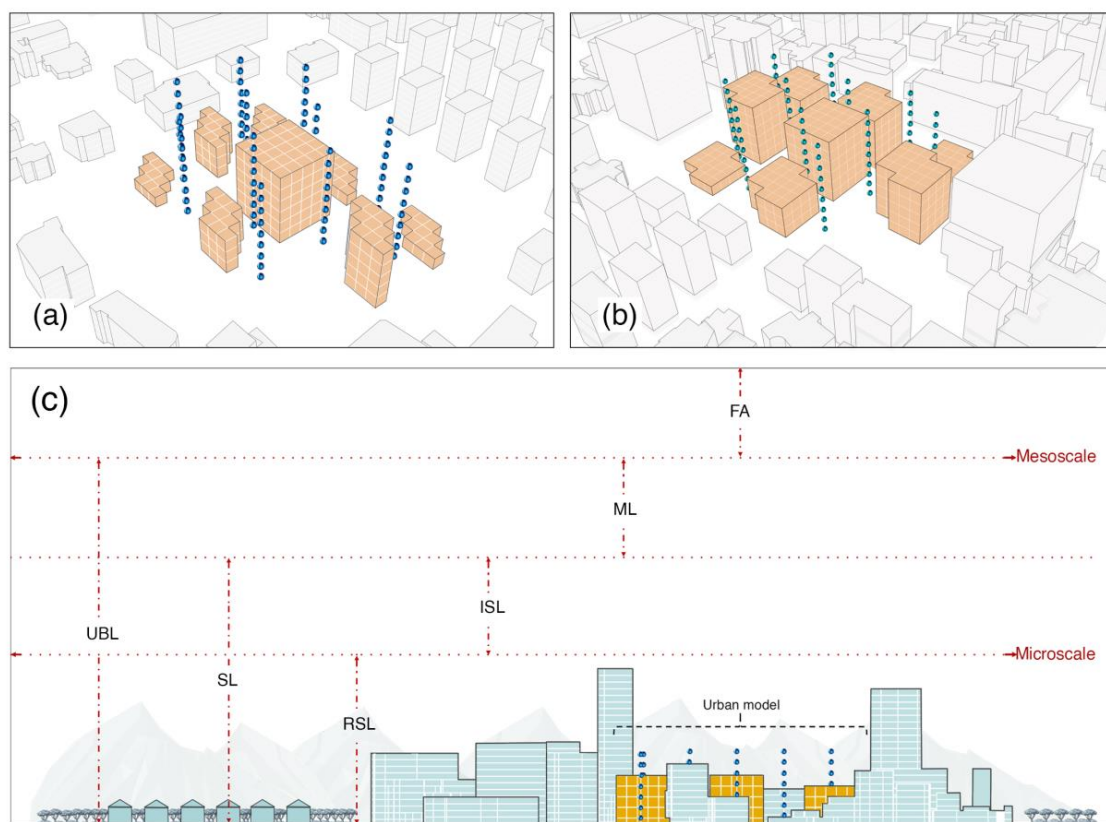 (a)
(b)
(c)
FA
Mesoscale
ML
ISL
UBL
Microscale
SL
Urban model
RSL